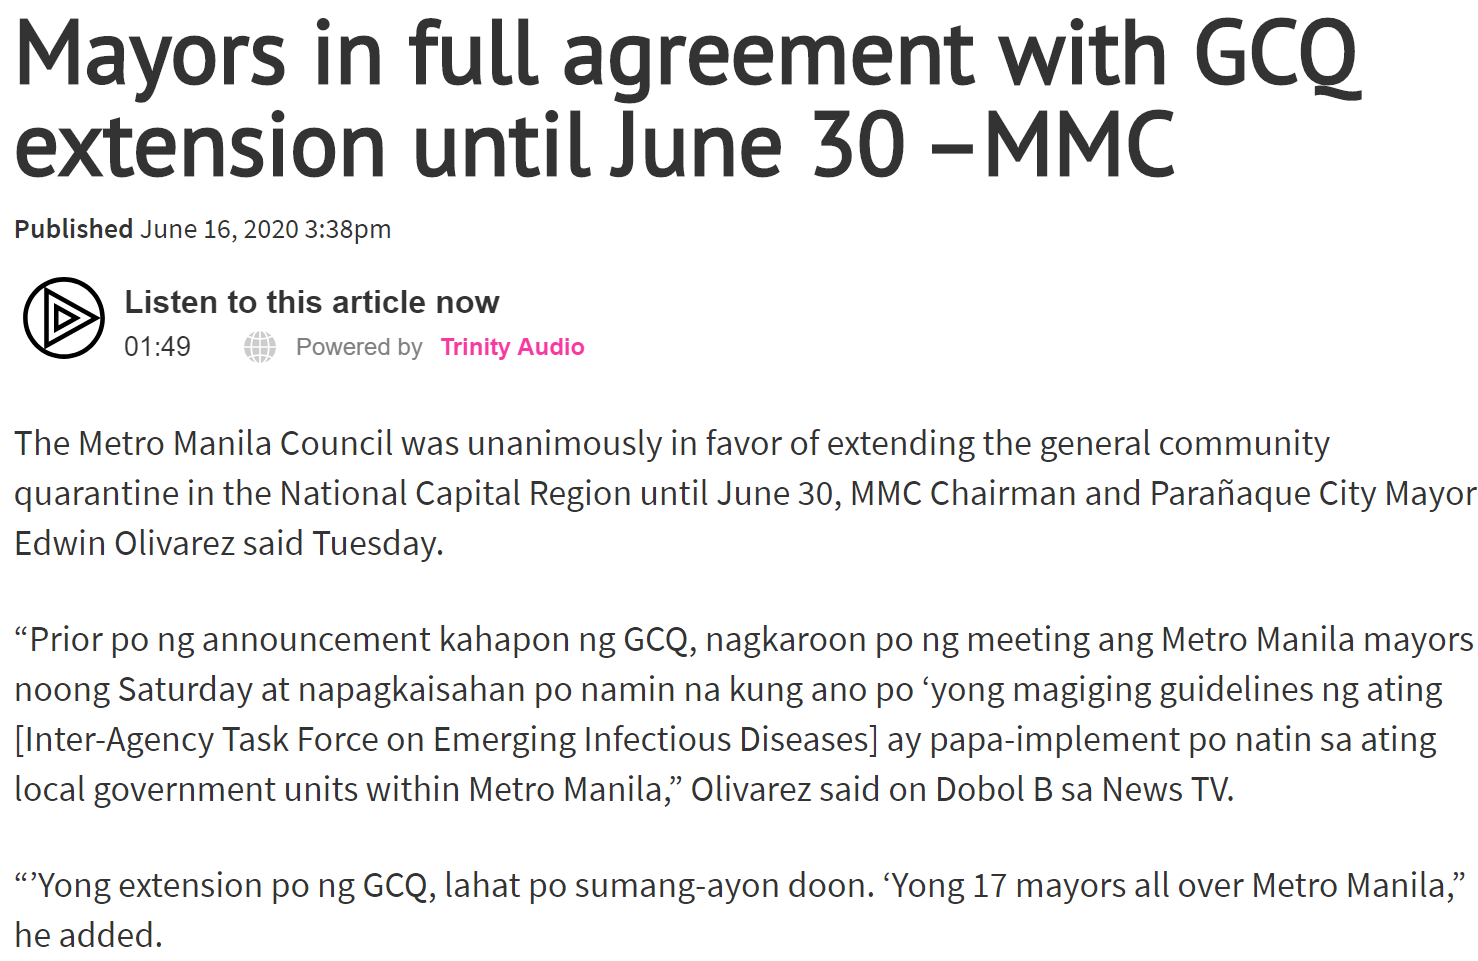 Mayors in full agreement with GCQ
extension until June 30 –MMC
Published June 16, 2020 3:38pm
Listen to this article now
01:49 Powered by Trinity Audio
The Metro Manila Council was unanimously in favor of extending the general community
quarantine in the National Capital Region until June 30, MMC Chairman and Parañaque City Mayor
Edwin Olivarez said Tuesday.
“Prior po ng announcement kahapon ng GCQ, nagkaroon po ng meeting ang Metro Manila mayors
noong Saturday at napagkaisahan po namin na kung ano po ‘yong magiging guidelines ng ating
[Inter-Agency Task Force on Emerging Infectious Diseases] ay papa-implement po natin sa ating
local government units within Metro Manila,” Olivarez said on Dobol B sa News TV.
“’Yong extension po ng GCQ, lahat po sumang-ayon doon. ‘Yong 17 mayors all over Metro Manila,”
he added.